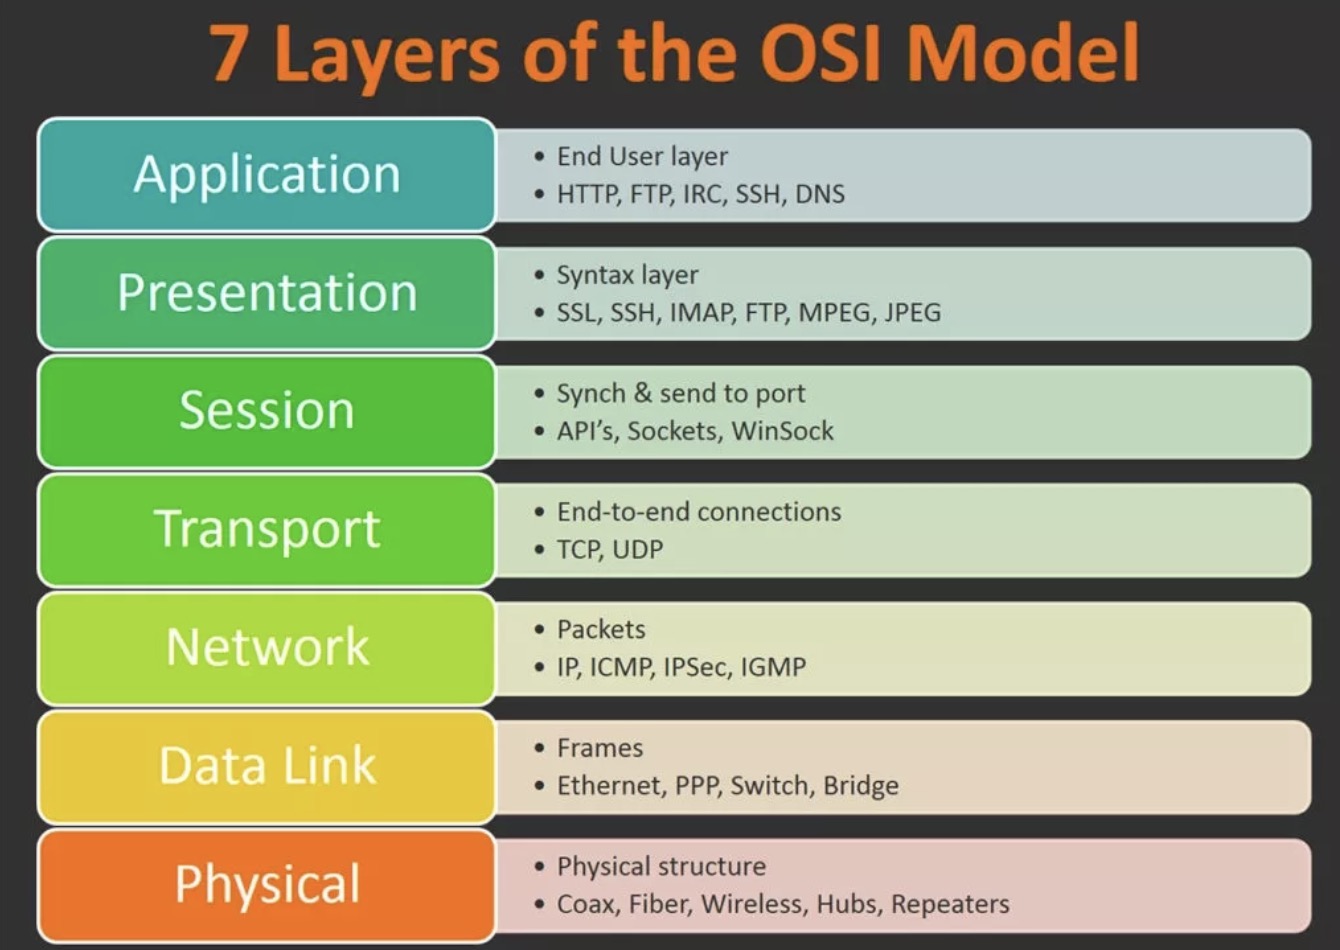 7 Layers of the OSI Model
Application
• End User layer
• HTTP, FTP, IRC, SSH, DNS
Presentation
• Syntax layer
• SSL, SSH, IMAP, FTP, MPEG, JPEG
Session
• Synch & send to port
• API’s, Sockets, WinSock
Transport
• End-to-end connections
• TCP, UDP
Network
• Packets
• IP, ICMP, IPSec, IGMP
Data Link
• Frames
• Ethernet, PPP, Switch, Bridge
Physical
• Physical structure
• Coax, Fiber, Wireless, Hubs, Repeaters